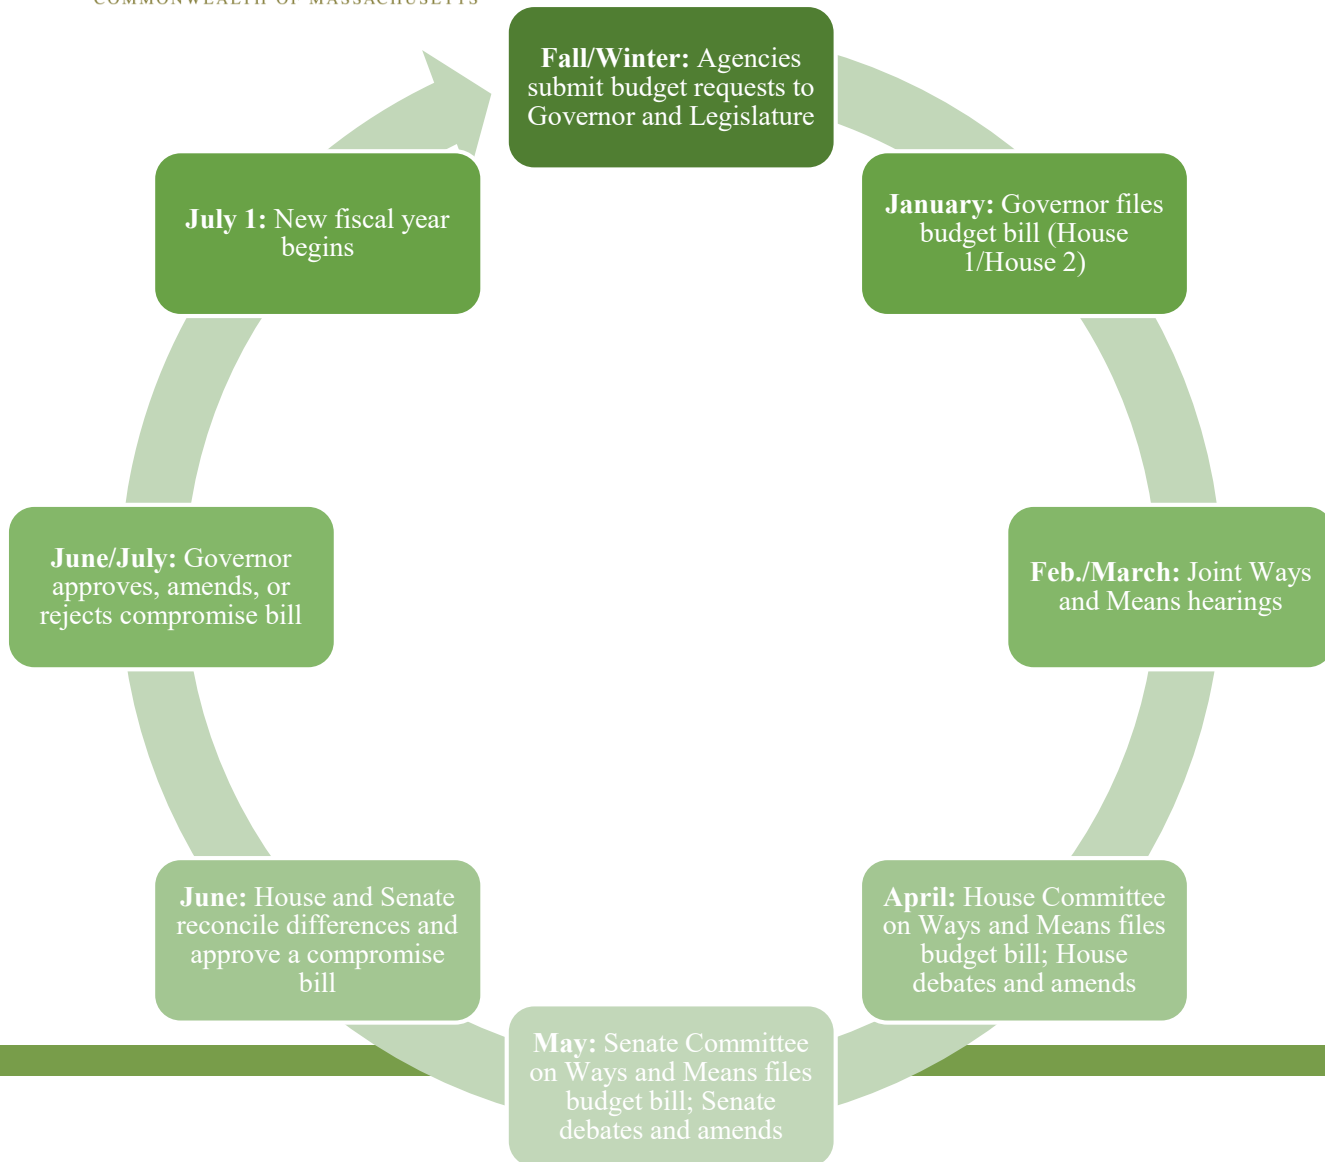 COMMONWEALTH OF MASSACHUSETTS
Fall/Winter: Agencies
submit budget requests to
Governor and Legislature
January: Governor files
budget bill (House
1/House 2)
Feb./March: Joint Ways
and Means hearings
April: House Committee
on Ways and Means files
budget bill; House
debates and amends
May: Senate Committee
on Ways and Means files
budget bill; Senate
debates and amends
June: House and Senate
reconcile differences and
approve a compromise
bill
June/July: Governor
approves, amends, or
rejects compromise bill
July 1: New fiscal year
begins